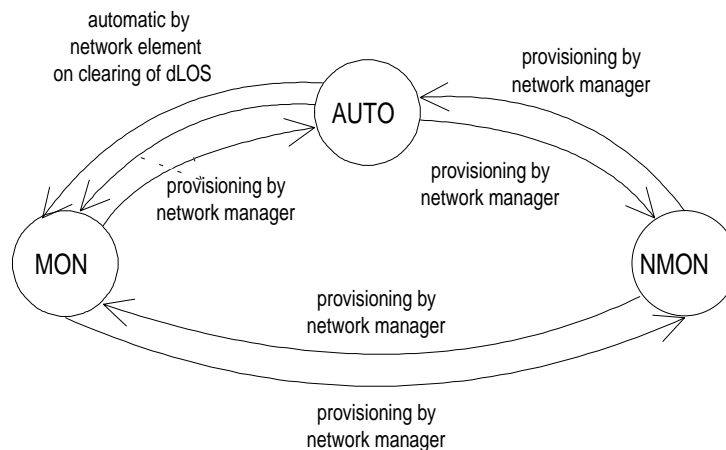 automatic by
network element
on clearing of dLOS
provisioning by
network manager
AUTO
provisioning by
network manager
provisioning by
network manager
MON
NMON
provisioning by
network manager
provisioning by
network manager